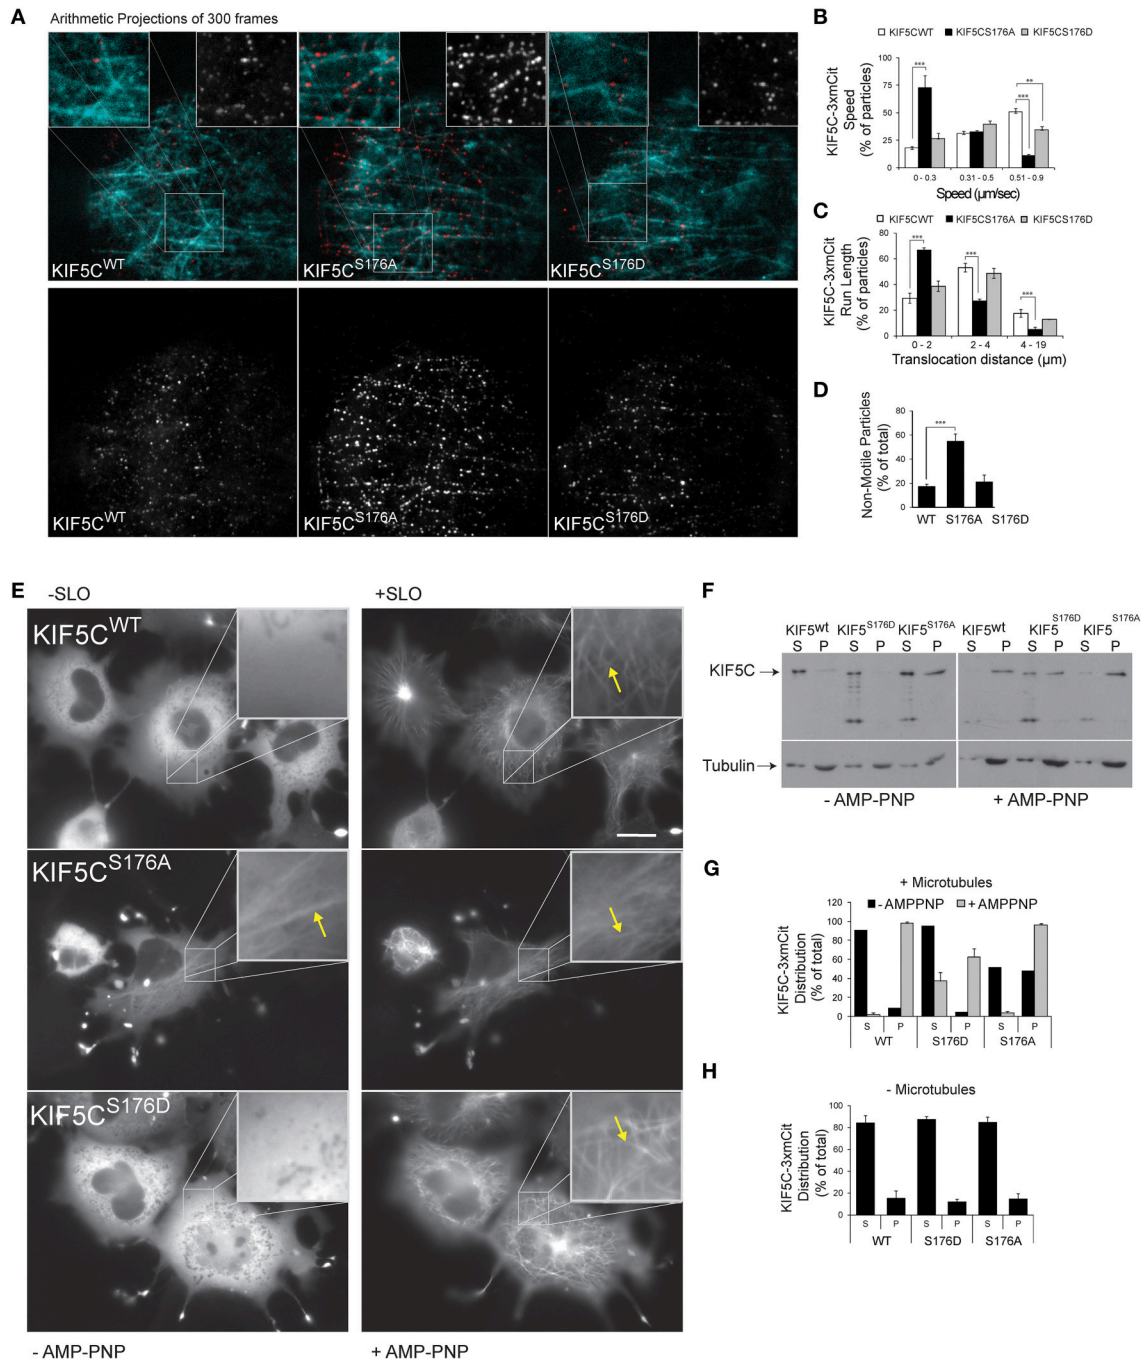 A
Arithmetic Projections of 300 frames
KIF5C^WT
KIF5C^S176A
KIF5C^S176D
KIF5C^WT
KIF5C^S176A
KIF5C^S176D
B
KIF5CWT KIF5CS176A KIF5CS176D
KIF5C-3xmCit
Speed
(% of particles)
100
75
50
25
0
***
***
**
0 - 0.3 0.31 - 0.5 0.51 - 0.9
Speed (μm/sec)
C
KIF5CWT KIF5CS176A KIF5CS176D
KIF5C-3xmCit
Run Length
(% of particles)
80
60
40
20
0
***
***
***
0 - 2 2 - 4 4 - 19
Translocation distance (μm)
D
Non-Motile Particles
(% of total)
80
60
40
20
0
***
WT S176A S176D
E
-SLO +SLO
KIF5C^WT
KIF5C^S176A
KIF5C^S176D
- AMP-PNP + AMP-PNP
F
KIF5^wt KIF5^S176D KIF5^S176A KIF5^wt KIF5^S176D KIF5^S176A
S P S P S P S P S P S P
KIF5C
Tubulin
- AMP-PNP + AMP-PNP
G
+ Microtubules
- AMPPNP + AMPPNP
KIF5C-3xmCit
Distribution
(% of total)
120
100
80
60
40
20
0
S P S P S P
WT S176D S176A
H
- Microtubules
KIF5C-3xmCit
Distribution
(% of total)
100
80
60
40
20
0
S P S P S P
WT S176D S176A